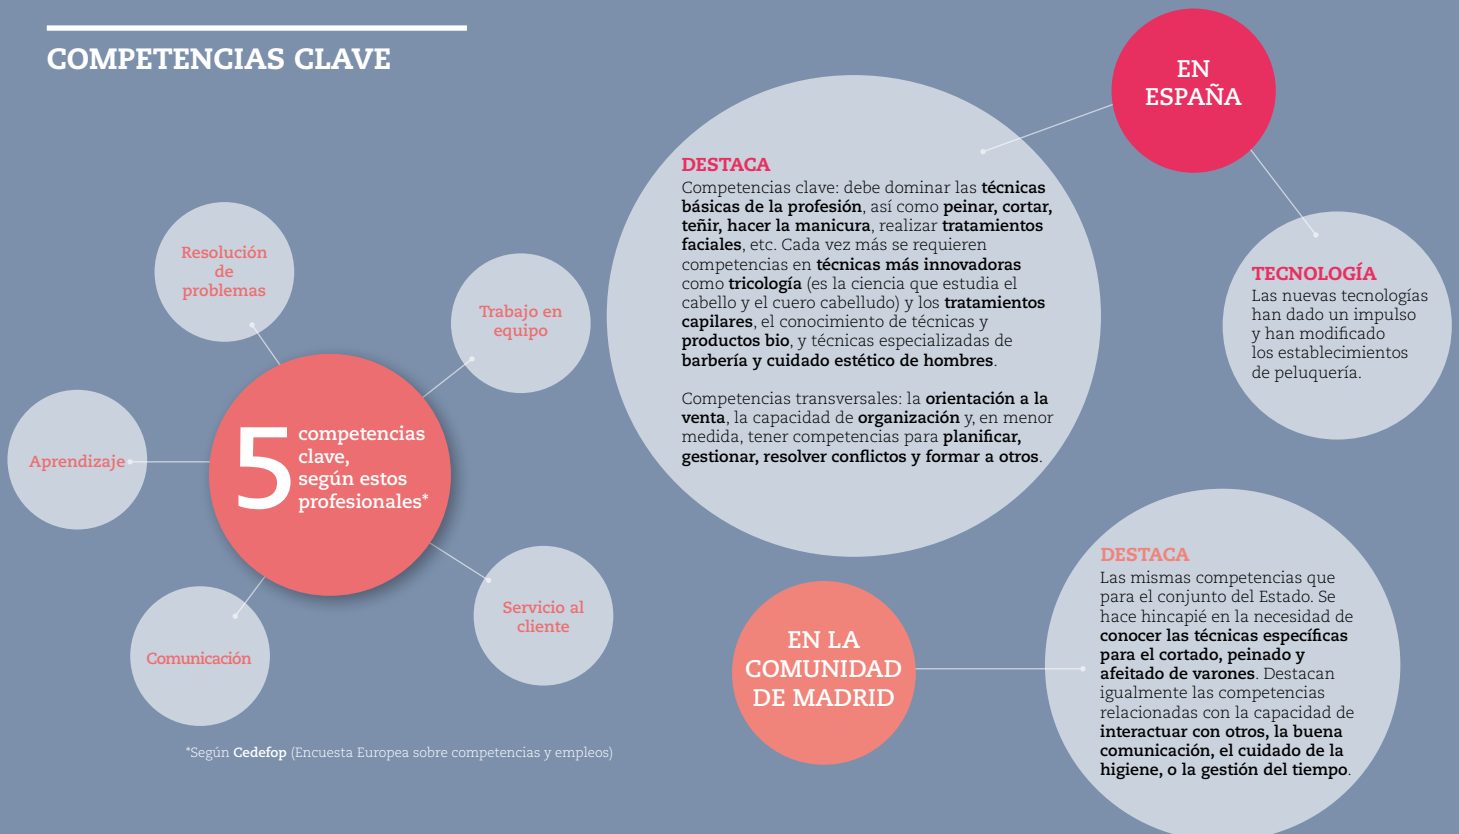 COMPETENCIAS CLAVE
Resolución
de
problemas
Trabajo en
equipo
Aprendizaje
5
competencias
clave,
según estos
profesionales*
Servicio al
cliente
Comunicación
*Según Cedefop (Encuesta Europea sobre competencias y empleos)
EN
ESPAÑA
DESTACA
Competencias clave: debe dominar las técnicas
básicas de la profesión, así como peinar, cortar,
teñir, hacer la manicura, realizar tratamientos
faciales, etc. Cada vez más se requieren
competencias en técnicas más innovadoras
como tricología (es la ciencia que estudia el
cabello y el cuero cabelludo) y los tratamientos
capilares, el conocimiento de técnicas y
productos bio, y técnicas especializadas de
barbería y cuidado estético de hombres.
Competencias transversales: la orientación a la
venta, la capacidad de organización y, en menor
medida, tener competencias para planificar,
gestionar, resolver conflictos y formar a otros.
TECNOLOGÍA
Las nuevas tecnologías
han dado un impulso
y han modificado
los establecimientos
de peluquería.
EN LA
COMUNIDAD
DE MADRID
DESTACA
Las mismas competencias que
para el conjunto del Estado. Se
hace hincapié en la necesidad de
conocer las técnicas específicas
para el cortado, peinado y
afeitado de varones. Destacan
igualmente las competencias
relacionadas con la capacidad de
interactuar con otros, la buena
comunicación, el cuidado de la
higiene, o la gestión del tiempo.